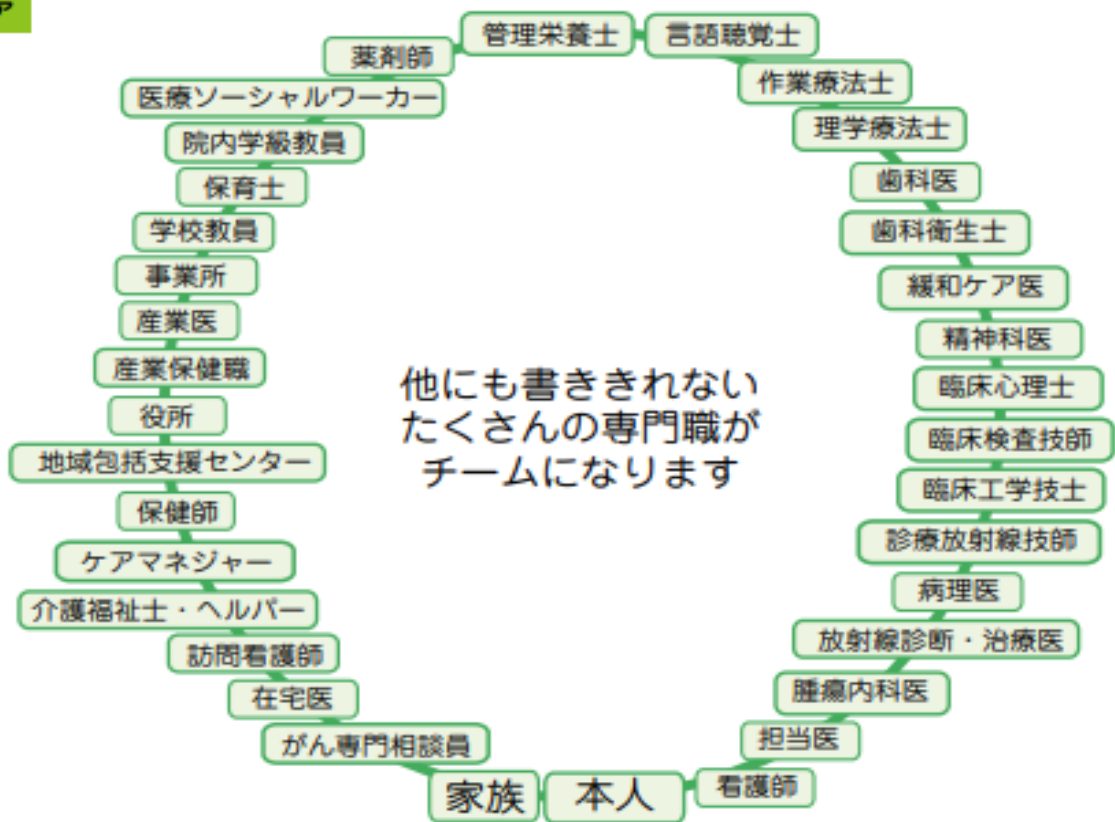 ア
管理栄養士
言語聴覚士
薬剤師
作業療法士
医療ソーシャルワーカー
理学療法士
院内学級教員
歯科医
保育士
学校教員
歯科衛生士
事業所
緩和ケア医
産業医
精神科医
産業保健職
臨床心理士
役所
他にも書ききれない
たくさんの専門職が
チームになります
臨床検査技師
地域包括支援センター
臨床工学技士
保健師
診療放射線技師
ケアマネジャー
病理医
介護福祉士・ヘルパー
放射線診断・治療医
訪問看護師
腫瘍内科医
在宅医
担当医
がん専門相談員
看護師
家族
本人